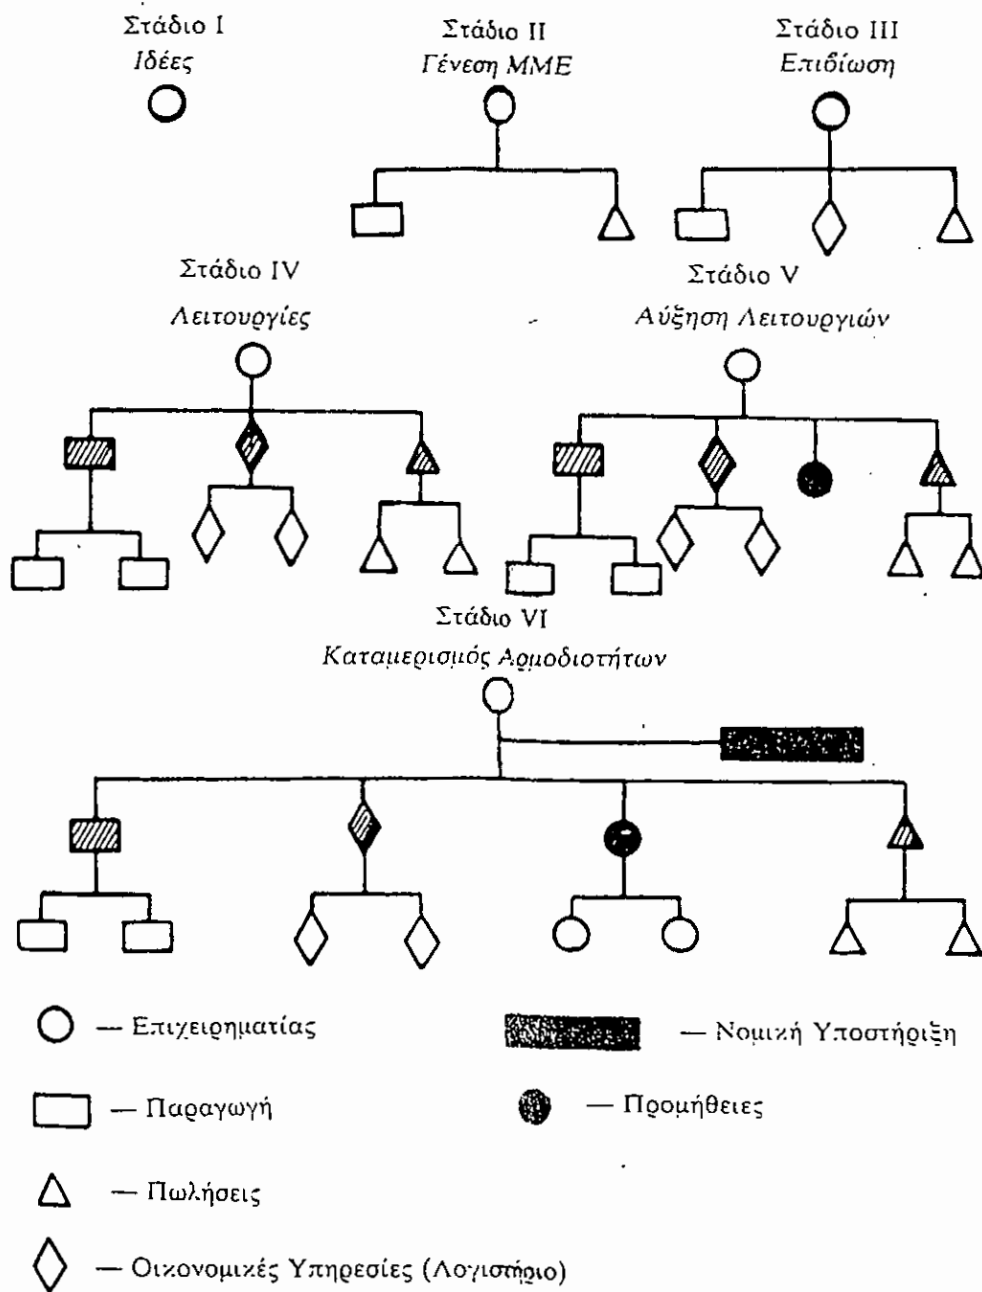 Στάδιο I
Ιδέες
Στάδιο II
Γένεση ΜΜΕ
Στάδιο III
Επιβίωση
Στάδιο IV
Λειτουργίες
Στάδιο V
Αύξηση Λειτουργιών
Στάδιο VI
Καταμερισμός Αρμοδιοτήτων
— Επιχειρηματίας
— Νομική Υποστήριξη
— Παραγωγή
— Προμήθειες
— Πωλήσεις
— Οικονομικές Υπηρεσίες (Λογιστήριο)